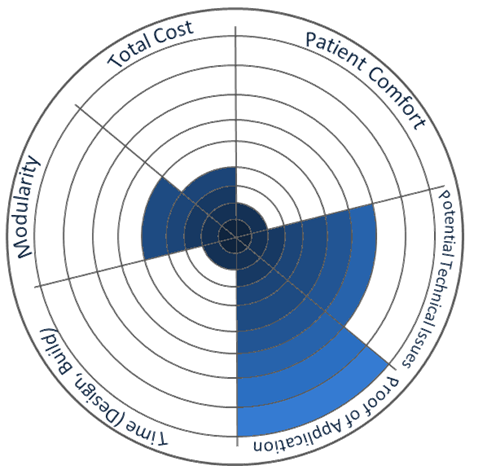 Total Cost
Patient Comfort
Potential Technical Issues
Proof of Application
Time (Design, Build)
Modularity